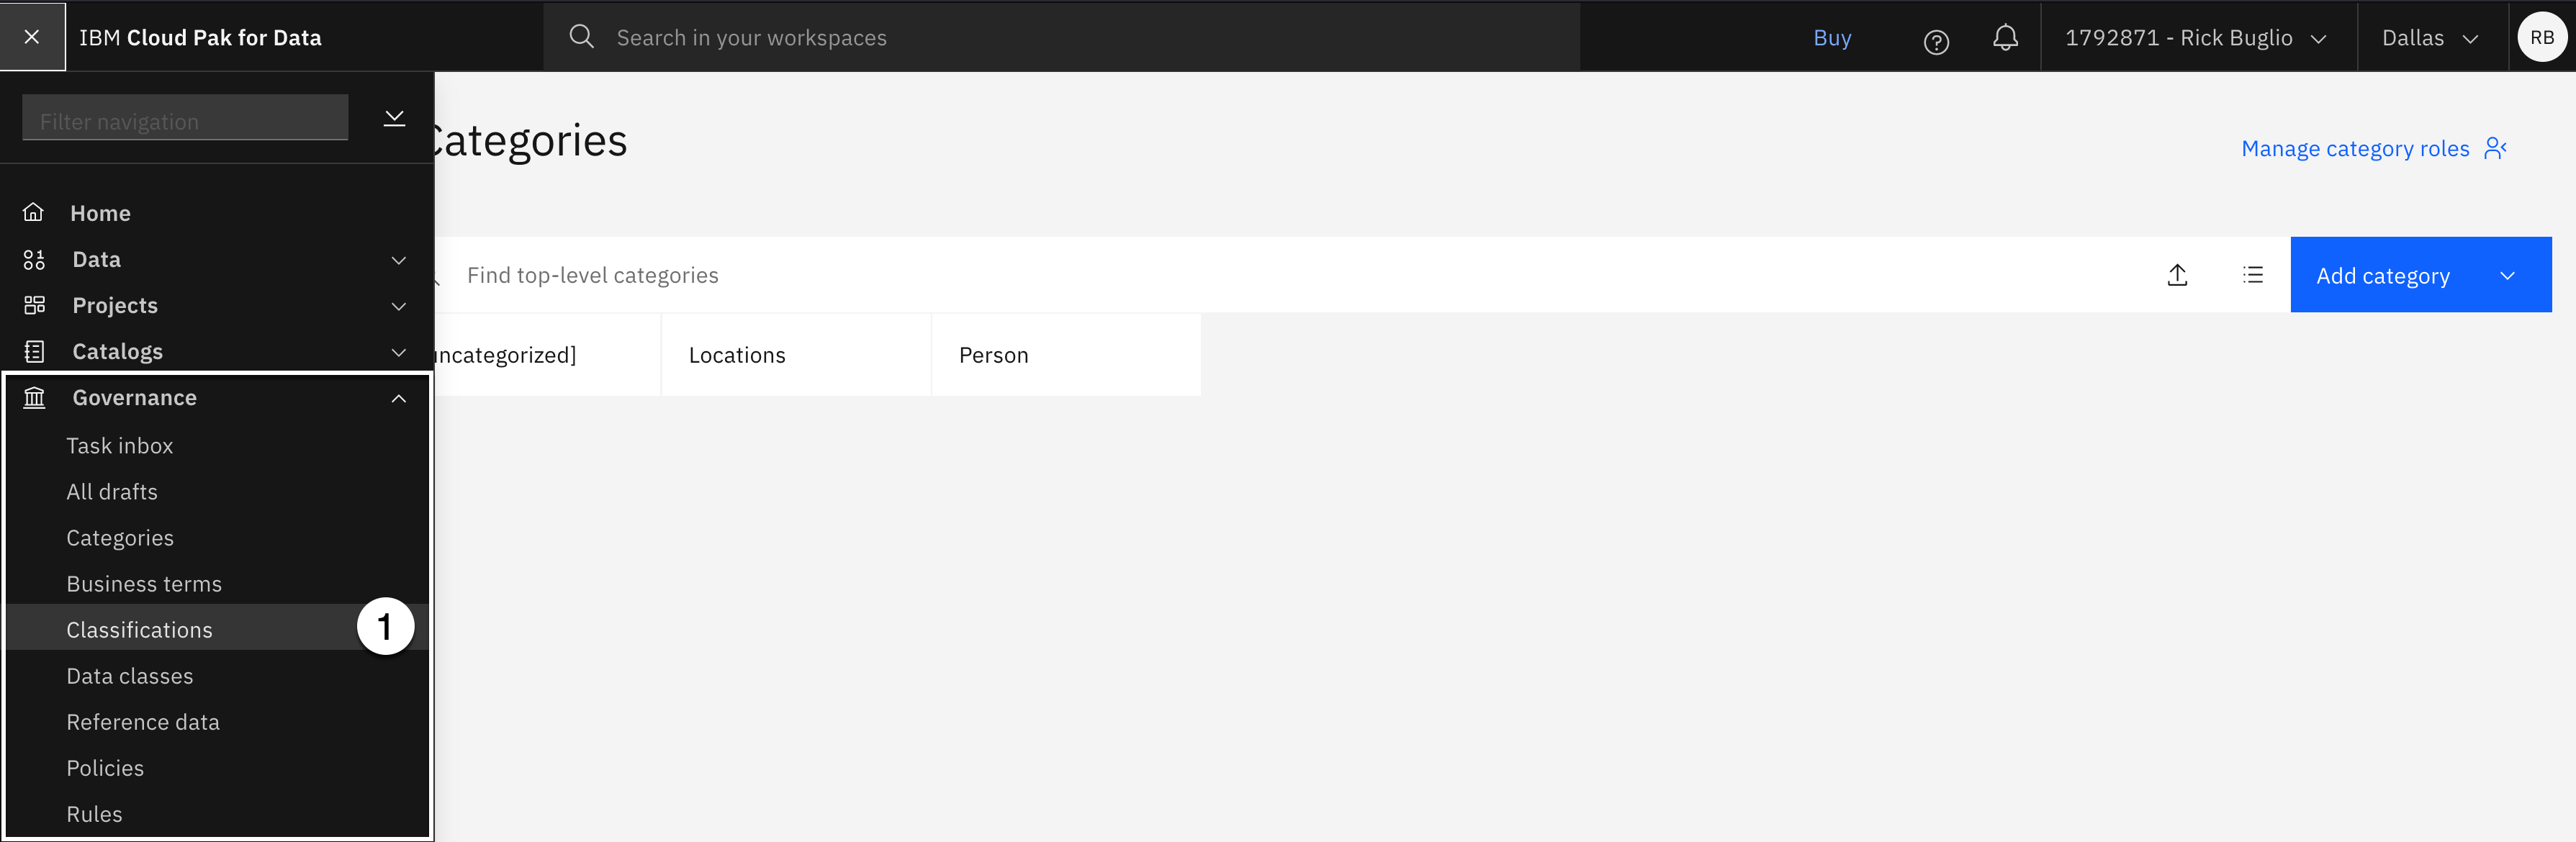 IBM Cloud Pak for Data
Search in your workspaces
Buy
1792871 - Rick Buglio
Dallas
RB
Filter navigation
Home
Data
Projects
Catalogs
Governance
Task inbox
All drafts
Categories
Business terms
Classifications
1
Data classes
Reference data
Policies
Rules
Categories
Manage category roles
Find top-level categories
Add category
uncategorized]
Locations
Person